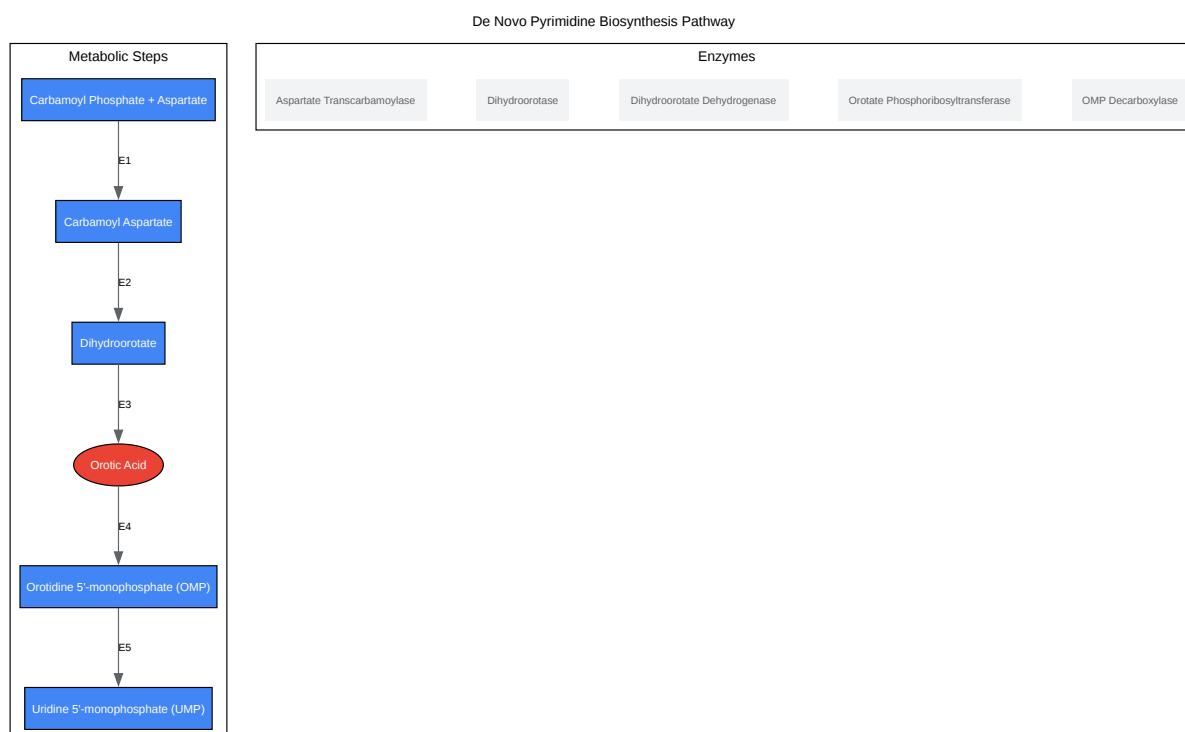 De Novo Pyrimidine Biosynthesis Pathway
Metabolic Steps
Carbamoyl Phosphate + Aspartate
E1
Carbamoyl Aspartate
E2
Dihydroorotate
E3
Orotic Acid
E4
Orotidine 5'-monophosphate (OMP)
E5
Uridine 5'-monophosphate (UMP)
Enzymes
Aspartate Transcarbamoylase
Dihydroorotase
Dihydroorotate Dehydrogenase
Orotate Phosphoribosyltransferase
OMP Decarboxylase